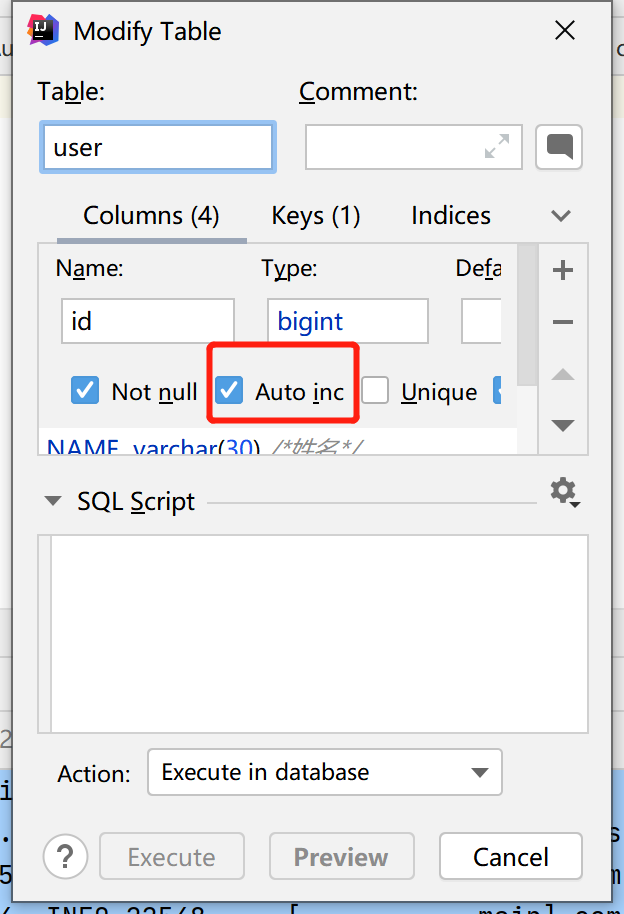 Modify Table
Table:
Comment:
user
Columns (4)
Keys (1)
Indices
Name:
Type:
Defa
id
bigint
Not null
Auto inc
Unique
NAME varchar(30) /*姓名*/
SQL Script
Action:
Execute in database
?
Execute
Preview
Cancel